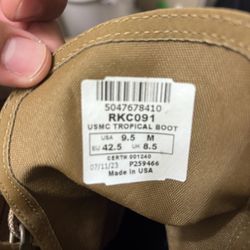 5047678410
RKC091
USMC TROPICAL BOOT
USA 9.5 M
EU 42.5 UK 8.5
CERT# 001240
07/11/23 P259466
Made in USA